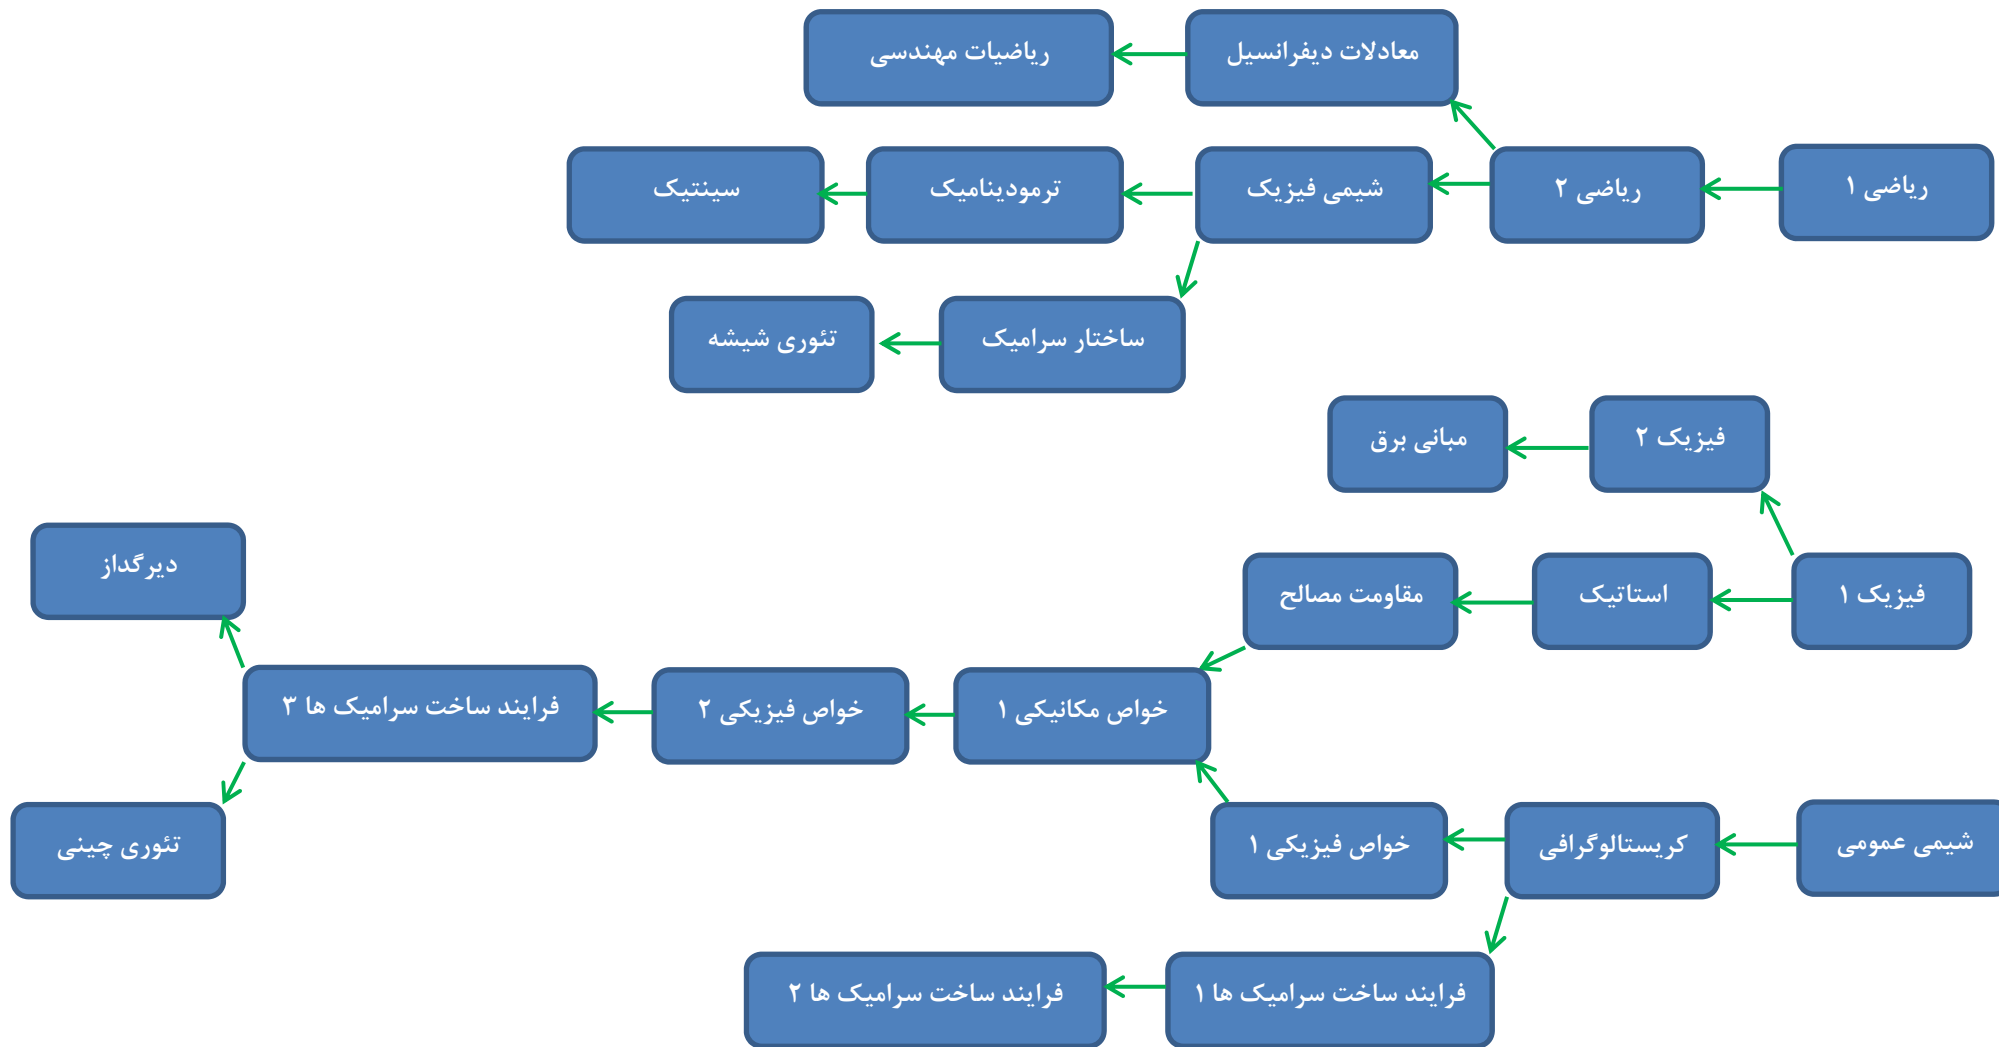 معادلات دیفرانسیل
ریاضیات مهندسی
ریاضی ۱
ریاضی ۲
شیمی فیزیک
ترمودینامیک
سینتیک
ساختار سرامیک
تئوری شیشه
فیزیک ۲
مبانی برق
فیزیک ۱
استاتیک
مقاومت مصالح
دیرگداز
خواص مکانیکی ۱
خواص فیزیکی ۲
فرایند ساخت سرامیک ها ۳
شیمی عمومی
کریستالوگرافی
خواص فیزیکی ۱
تئوری چینی
فرایند ساخت سرامیک ها ۱
فرایند ساخت سرامیک ها ۲